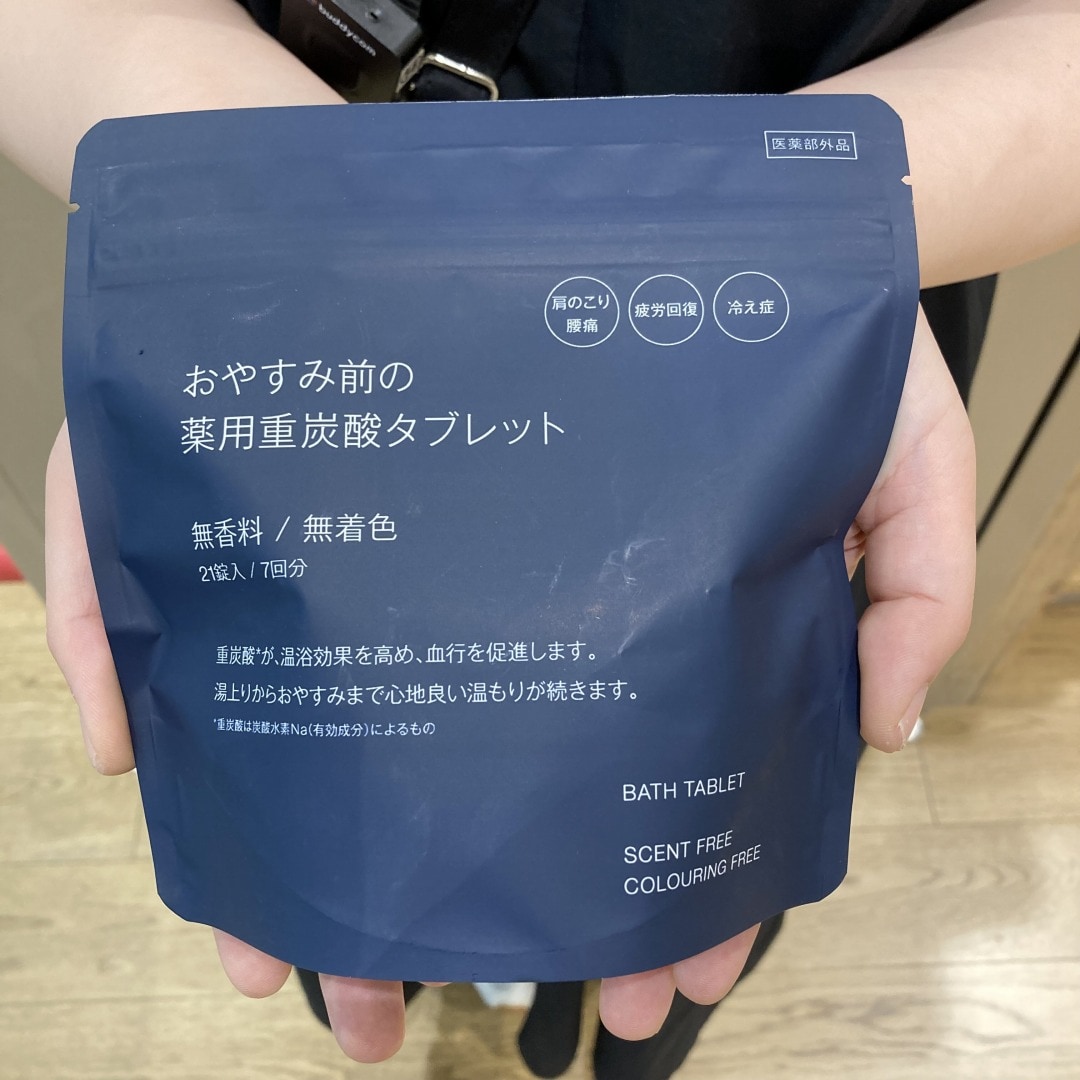 buddycom
医薬部外品
肩のこり
腰痛
疲労回復
冷え症
おやすみ前の
薬用重炭酸タブレット
無香料 / 無着色
21錠入 / 7回分
重炭酸*が、温浴効果を高め、血行を促進します。
湯上りからおやすみまで心地良い温もりが続きます。
*重炭酸は炭酸水素Na(有効成分)によるもの
BATH TABLET
SCENT FREE
COLOURING FREE